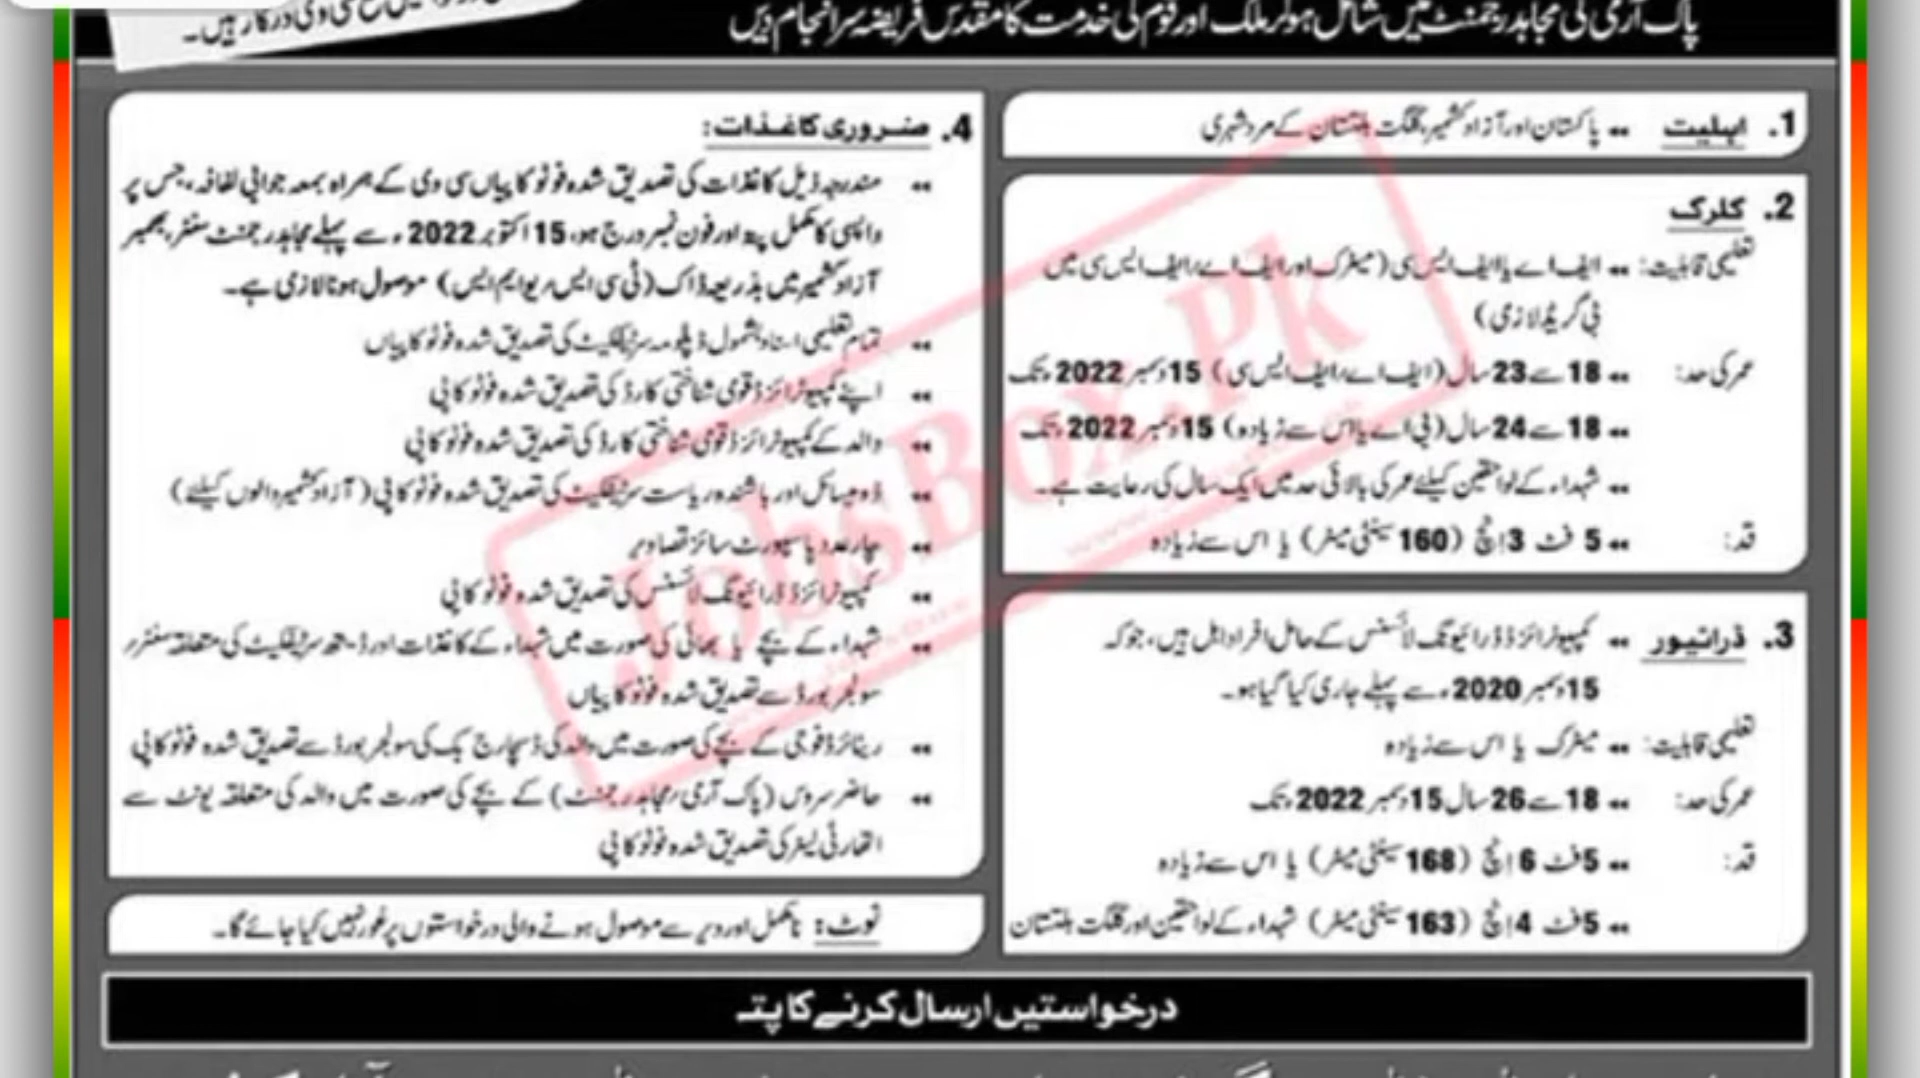 پاک آرمی کی مجاہد رجمنٹ میں شامل ہو کر ملک اور قوم کی خدمت کا مقدس فریضہ سرانجام دیں
درکار ہیں۔
1. اہلیت ◄◄ پاکستان اور آزاد کشمیر، گلگت بلتستان کے مرد شہری
2. کلرک
تعلیمی قابلیت: ◄◄ ایف اے یا ایف ایس سی (میٹرک اور ایف اے، ایف ایس سی میں
بی گریڈ لازمی)
عمر کی حد: ◄◄ 18 سے 23 سال (ایف اے، ایف ایس سی) 15 دسمبر 2022ء تک
◄◄ 18 سے 24 سال (بی اے یا اس سے زیادہ) 15 دسمبر 2022ء تک
◄◄ شہداء کے لواحقین کیلئے عمر کی بالائی حد میں ایک سال کی رعایت ہے۔
قد: ◄◄ 5 فٹ 3 انچ (160 سینٹی میٹر) یا اس سے زیادہ
3. ڈرائیور ◄◄ کمپیوٹرائزڈ ڈرائیونگ لائسنس کے حامل افراد اہل ہیں، جو کہ
15 دسمبر 2020ء سے پہلے جاری کیا گیا ہو۔
تعلیمی قابلیت: ◄◄ میٹرک یا اس سے زیادہ
عمر کی حد: ◄◄ 18 سے 26 سال 15 دسمبر 2022ء تک
قد: ◄◄ 5 فٹ 6 انچ (168 سینٹی میٹر) یا اس سے زیادہ
◄◄ 5 فٹ 4 انچ (163 سینٹی میٹر) شہداء کے لواحقین اور گلگت بلتستان
4. ضروری کاغذات:
◄◄ مندرجہ ذیل کاغذات کی تصدیق شدہ فوٹو کاپیاں سی وی کے ہمراہ بمعہ جوابی لفافہ، جس پر
واپسی کا مکمل پتہ اور فون نمبر درج ہو، 15 اکتوبر 2022ء سے پہلے مجاہد رجمنٹ سنٹر، بھمبر
آزاد کشمیر میں بذریعہ ڈاک (ٹی سی ایس، یو ایم ایس) موصول ہونا لازمی ہے۔
◄◄ تمام تعلیمی اسناد بشمول ڈپلومہ سرٹیفکیٹ کی تصدیق شدہ فوٹو کاپیاں
◄◄ اپنے کمپیوٹرائزڈ قومی شناختی کارڈ کی تصدیق شدہ فوٹو کاپی
◄◄ والد کے کمپیوٹرائزڈ قومی شناختی کارڈ کی تصدیق شدہ فوٹو کاپی
◄◄ ڈومیسائل اور باشندہ ریاست سرٹیفکیٹ کی تصدیق شدہ فوٹو کاپی (آزاد کشمیر والوں کیلئے)
◄◄ چار عدد پاسپورٹ سائز تصاویر
◄◄ کمپیوٹرائزڈ ڈرائیونگ لائسنس کی تصدیق شدہ فوٹو کاپی
◄◄ شہداء کے بچے یا بھائی کی صورت میں شہداء کے کاغذات اور ڈیتھ سرٹیفکیٹ کی متعلقہ سنٹر،
سولجر بورڈ سے تصدیق شدہ فوٹو کاپیاں
◄◄ ریٹائرڈ فوجی کے بچے کی صورت میں والد کی ڈسچارج بک کی سولجر بورڈ سے تصدیق شدہ فوٹو کاپی
◄◄ حاضر سروس (پاک آرمی، مجاہد رجمنٹ) کے بچے کی صورت میں والد کی متعلقہ یونٹ سے
اتھارٹی لیٹر کی تصدیق شدہ فوٹو کاپی
نوٹ: نامکمل اور دیر سے موصول ہونے والی درخواستوں پر غور نہیں کیا جائے گا۔
درخواستیں ارسال کرنے کا پتہ
JobsBox.Pk